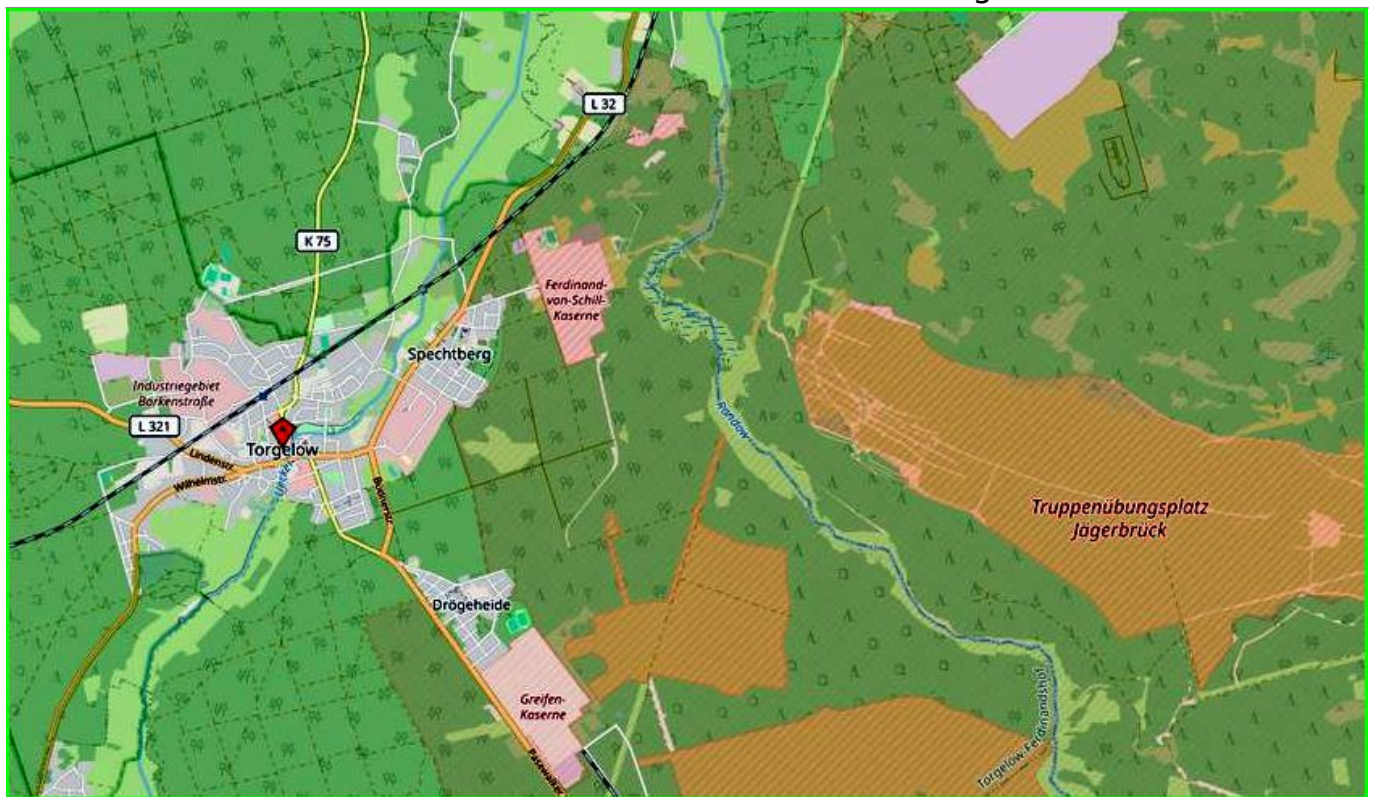 L 32
K 75
Ferdinand-
von-Schill-
Kaserne
Spechtberg
Industriegebiet
Borkenstraße
L 321
Torgelow
Lindenstr.
Wilhelmstr.
Uecker
Randow
Truppenübungsplatz
Jägerbrück
Drögeheide
Greifen-
Kaserne
Torgelow-Ferdinandshof